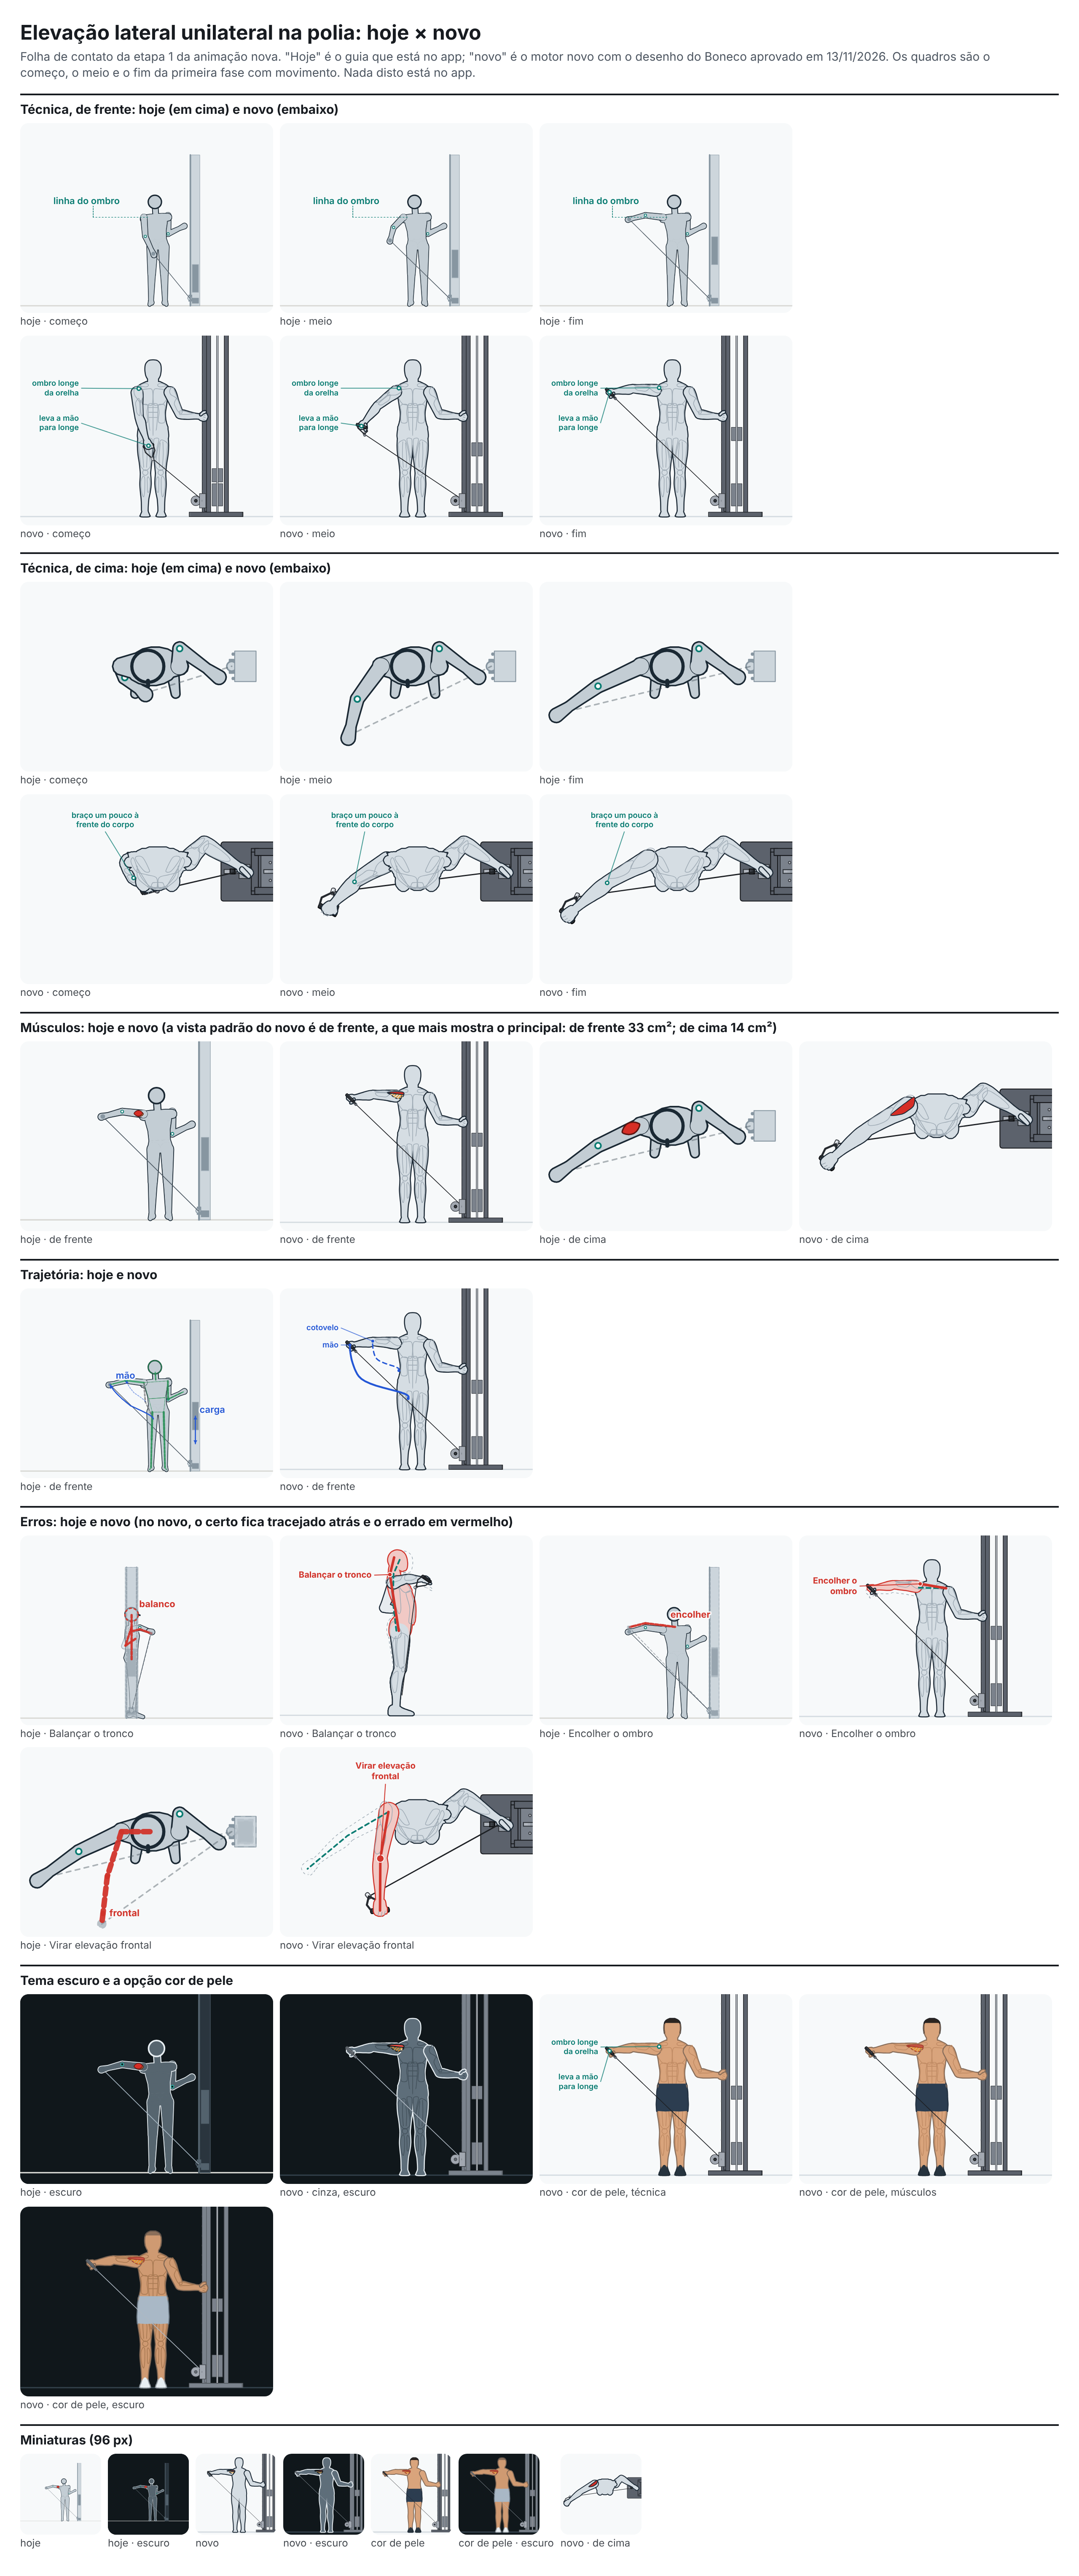 Elevação lateral unilateral na polia: hoje × novo
Folha de contato da etapa 1 da animação nova. "Hoje" é o guia que está no app; "novo" é o motor novo com o desenho do Boneco aprovado em 13/11/2026. Os quadros são o
começo, o meio e o fim da primeira fase com movimento. Nada disto está no app.
Técnica, de frente: hoje (em cima) e novo (embaixo)
linha do ombro
linha do ombro
linha do ombro
hoje · começo
hoje · meio
hoje · fim
ombro longe
da orelha
leva a mão
para longe
ombro longe
da orelha
leva a mão
para longe
ombro longe
da orelha
leva a mão
para longe
novo · começo
novo · meio
novo · fim
Técnica, de cima: hoje (em cima) e novo (embaixo)
hoje · começo
hoje · meio
hoje · fim
braço um pouco à
frente do corpo
braço um pouco à
frente do corpo
braço um pouco à
frente do corpo
novo · começo
novo · meio
novo · fim
Músculos: hoje e novo (a vista padrão do novo é de frente, a que mais mostra o principal: de frente 33 cm²; de cima 14 cm²)
hoje · de frente
novo · de frente
hoje · de cima
novo · de cima
Trajetória: hoje e novo
mão
carga
cotovelo
mão
hoje · de frente
novo · de frente
Erros: hoje e novo (no novo, o certo fica tracejado atrás e o errado em vermelho)
balanco
Balançar o tronco
encolher
Encolher o
ombro
hoje · Balançar o tronco
novo · Balançar o tronco
hoje · Encolher o ombro
novo · Encolher o ombro
frontal
Virar elevação
frontal
hoje · Virar elevação frontal
novo · Virar elevação frontal
Tema escuro e a opção cor de pele
ombro longe
da orelha
leva a mão
para longe
hoje · escuro
novo · cinza, escuro
novo · cor de pele, técnica
novo · cor de pele, músculos
novo · cor de pele, escuro
Miniaturas (96 px)
hoje
hoje · escuro
novo
novo · escuro
cor de pele
cor de pele · escuro
novo · de cima